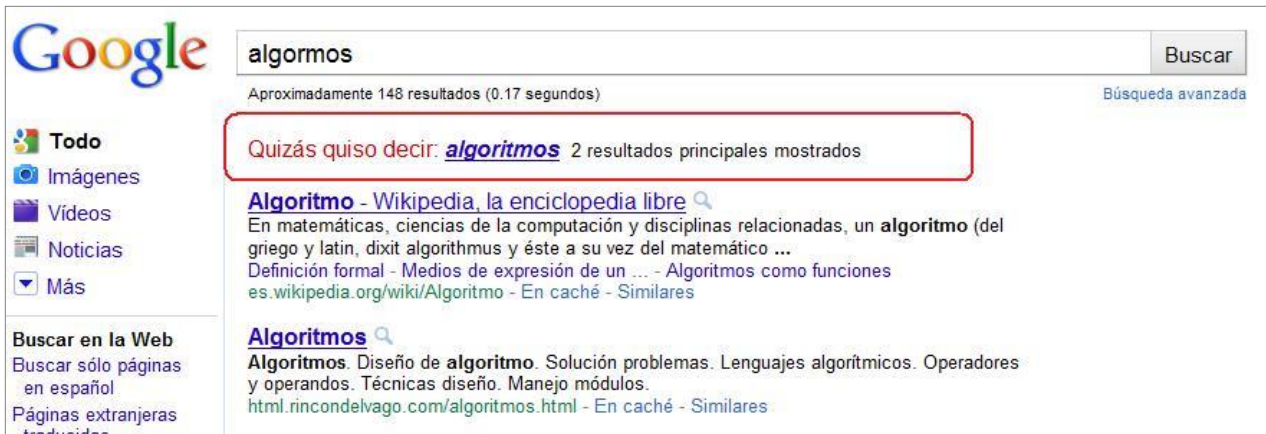 Google
algormos
Buscar
Aproximadamente 148 resultados (0.17 segundos)
Búsqueda avanzada
Todo
Imágenes
Vídeos
Noticias
Más
Buscar en la Web
Buscar sólo páginas
en español
Páginas extranjeras
traducidas
Quizás quiso decir: algoritmos 2 resultados principales mostrados
Algoritmo - Wikipedia, la enciclopedia libre
En matemáticas, ciencias de la computación y disciplinas relacionadas, un algoritmo (del
griego y latin, dixit algorithmus y éste a su vez del matemático ...
Definición formal - Medios de expresión de un ... - Algoritmos como funciones
es.wikipedia.org/wiki/Algoritmo - En caché - Similares
Algoritmos
Algoritmos. Diseño de algoritmo. Solución problemas. Lenguajes algorítmicos. Operadores
y operandos. Técnicas diseño. Manejo módulos.
html.rincondelvago.com/algoritmos.html - En caché - Similares